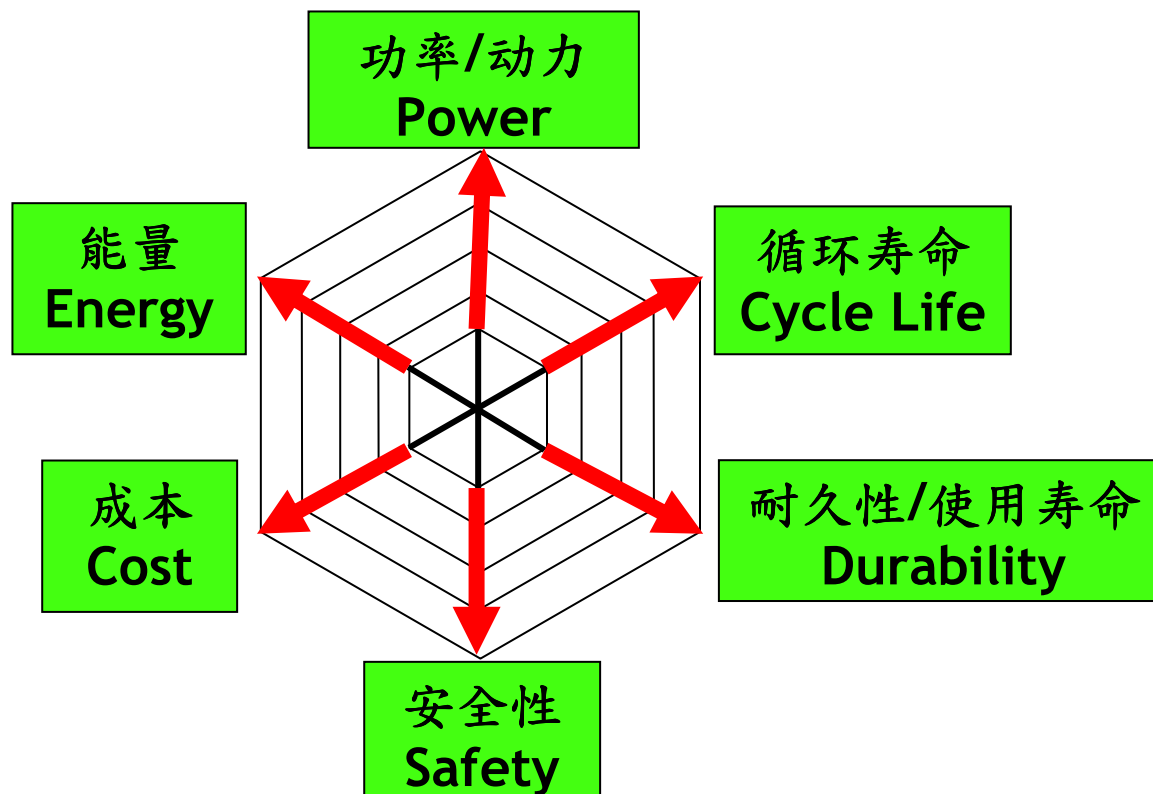 功率/动力
Power
能量
Energy
循环寿命
Cycle Life
成本
Cost
耐久性/使用寿命
Durability
安全性
Safety